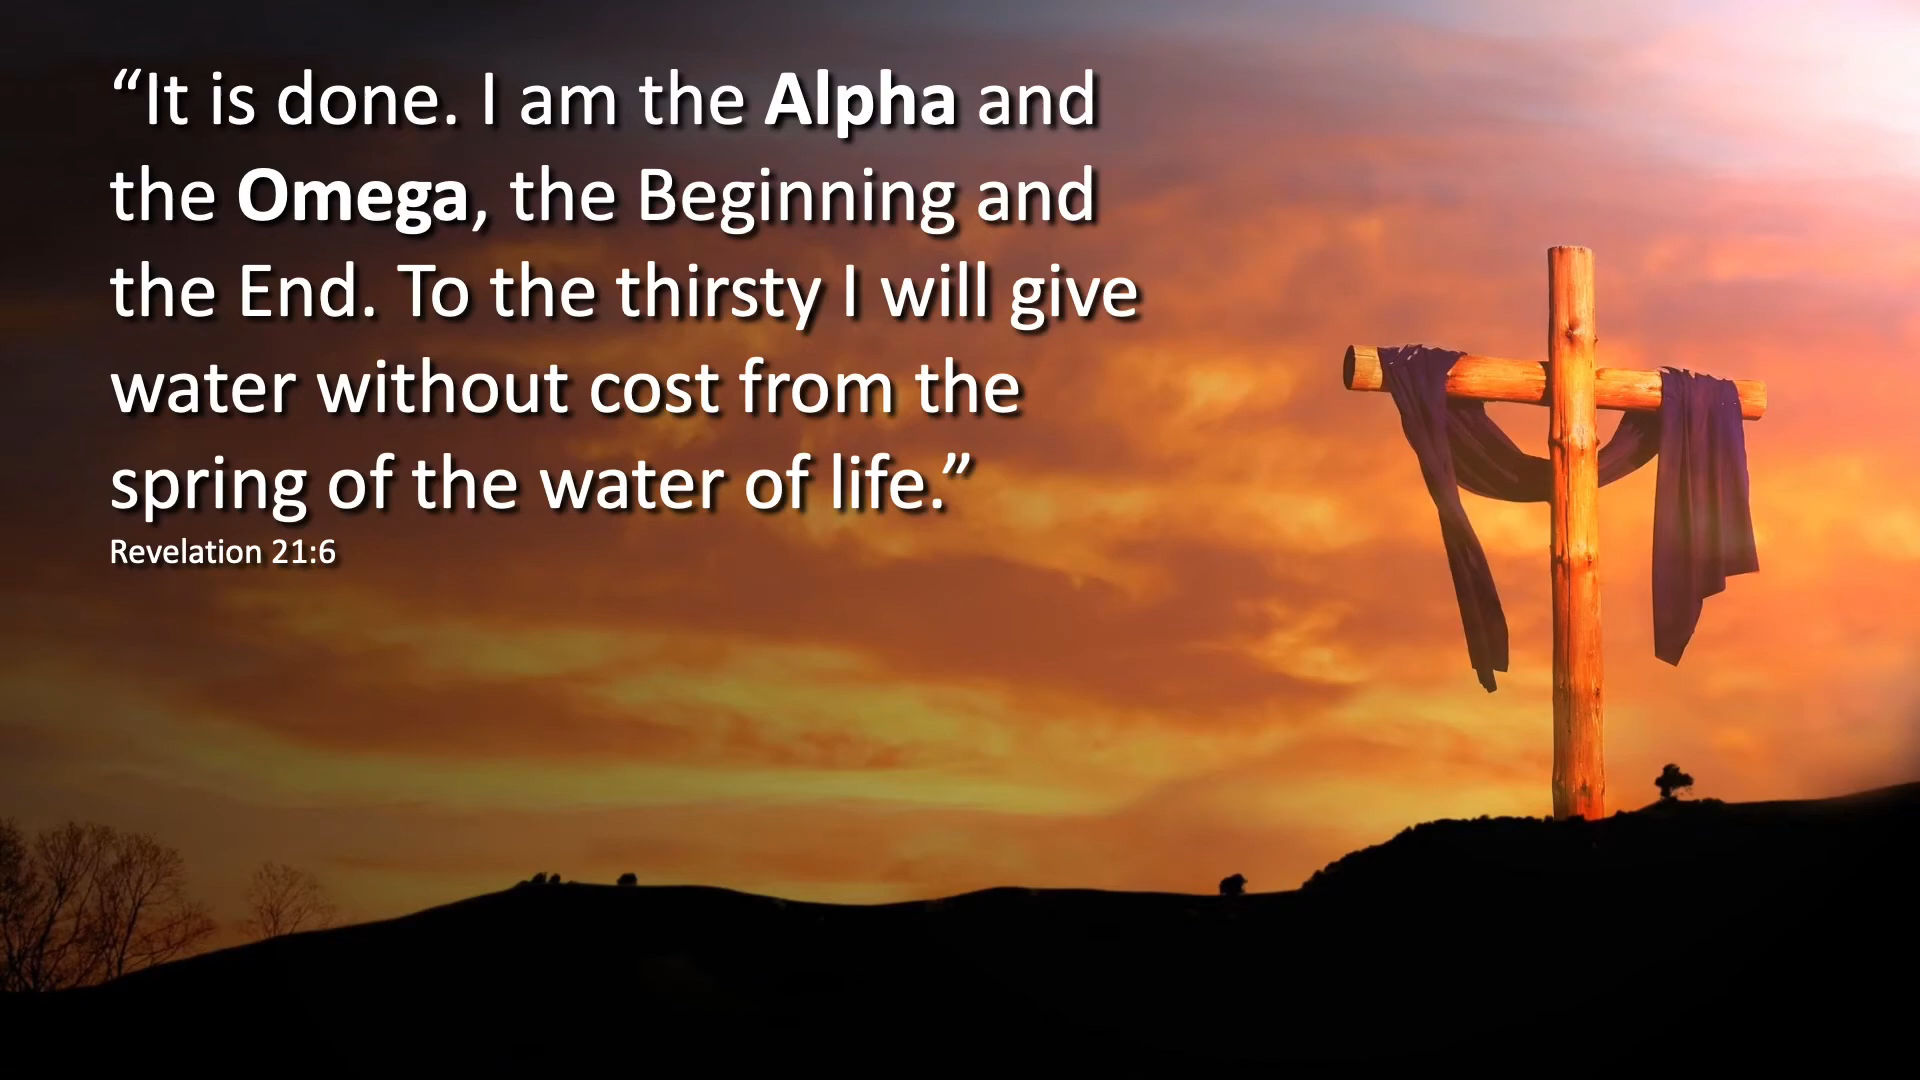 “It is done. I am the Alpha and
the Omega, the Beginning and
the End. To the thirsty I will give
water without cost from the
spring of the water of life.”
Revelation 21:6